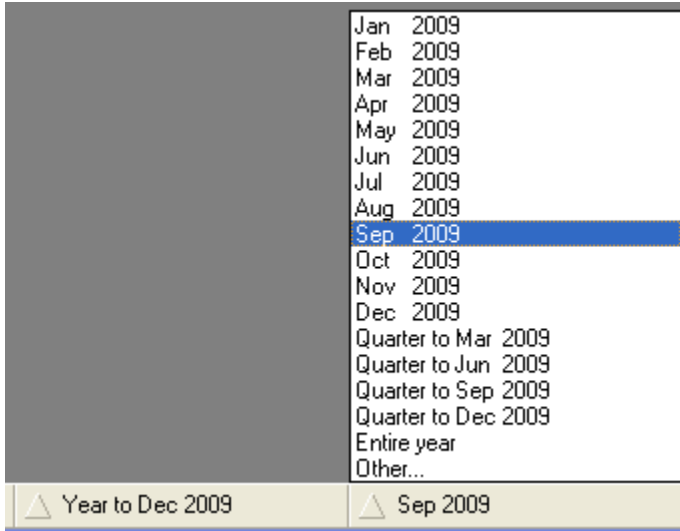 Jan 2009
Feb 2009
Mar 2009
Apr 2009
May 2009
Jun 2009
Jul 2009
Aug 2009
Sep 2009
Oct 2009
Nov 2009
Dec 2009
Quarter to Mar 2009
Quarter to Jun 2009
Quarter to Sep 2009
Quarter to Dec 2009
Entire year
Other...
Year to Dec 2009
Sep 2009